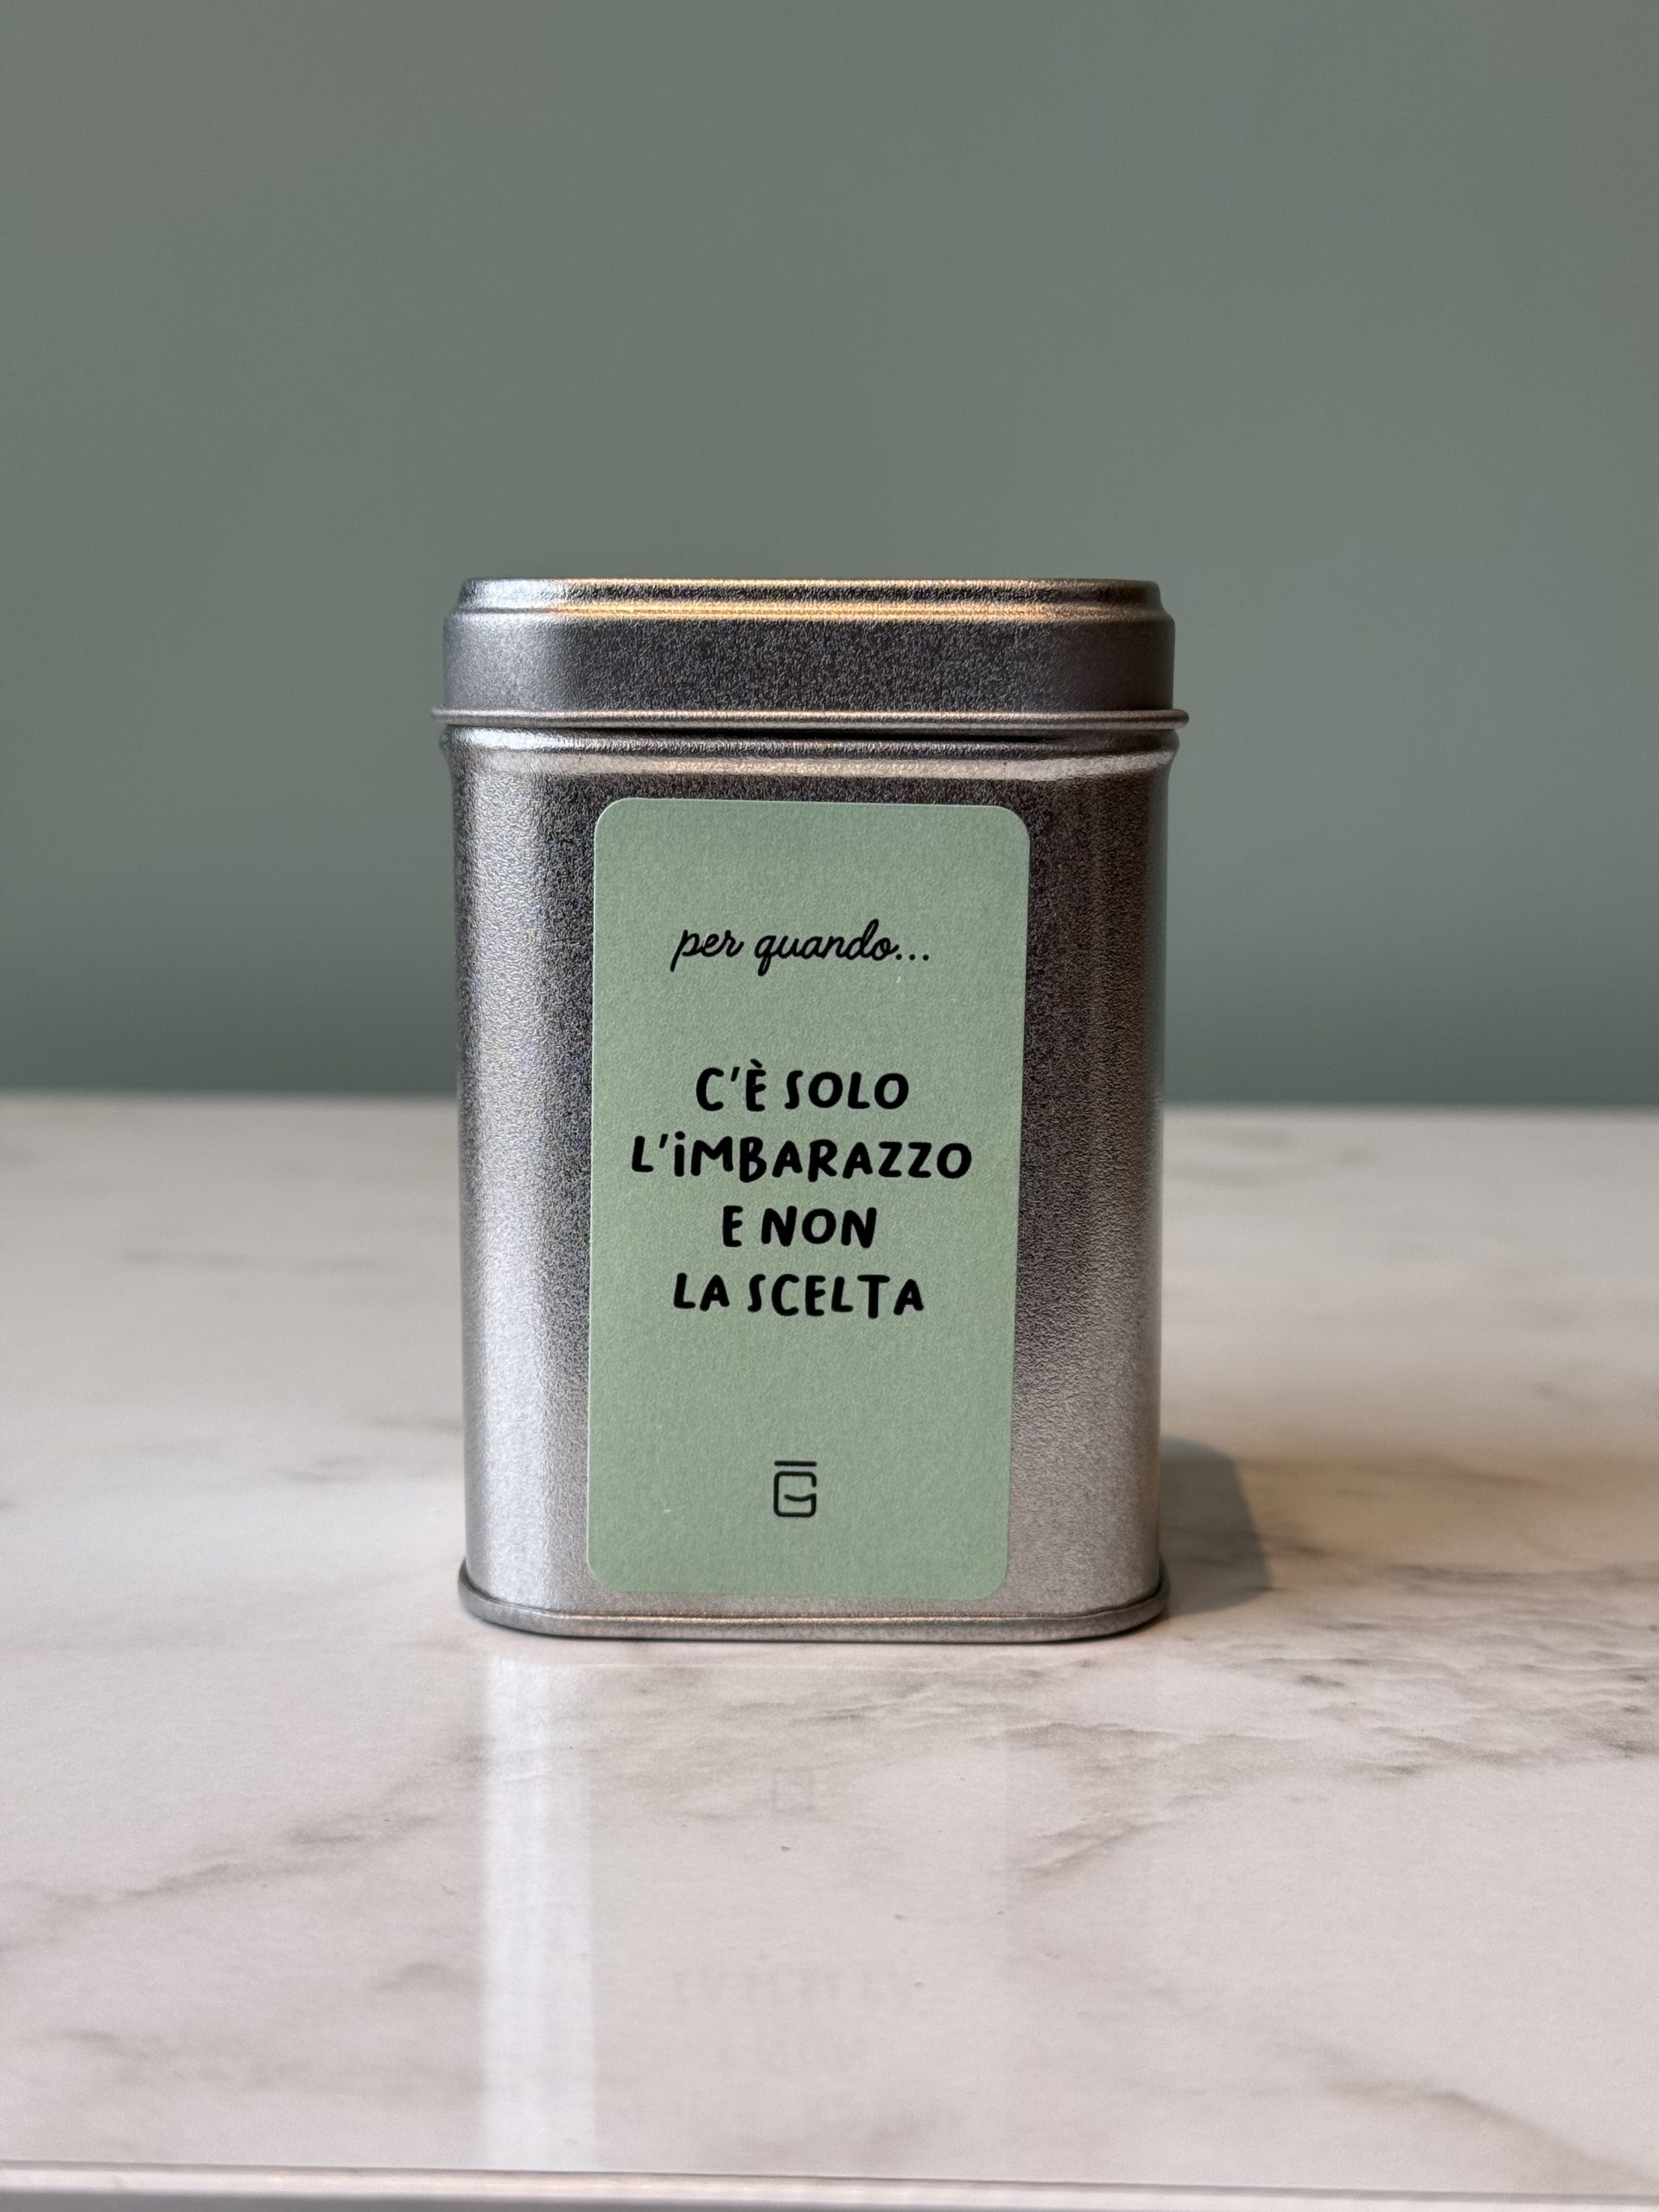 per quando...
C'È SOLO
L'iMBARAZZO
E NON
LA SCELTA